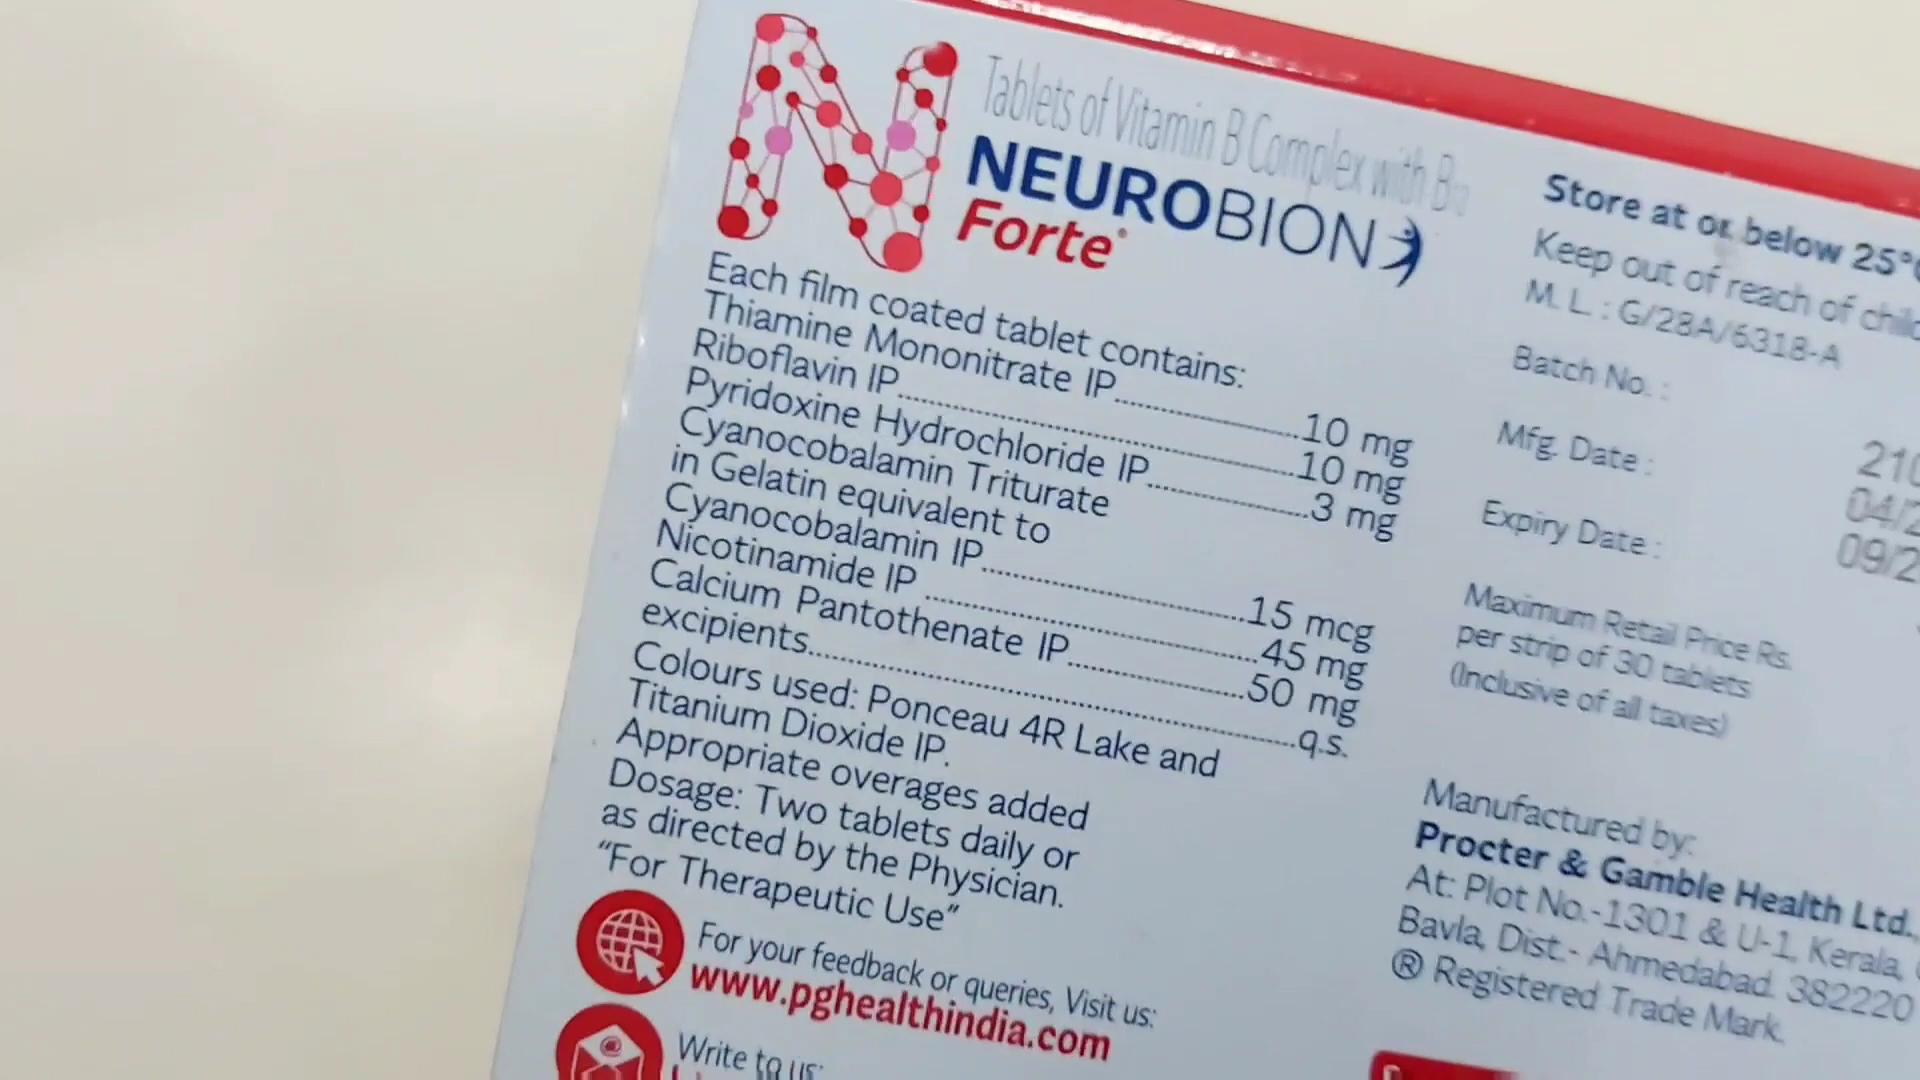 Tablets of Vitamin B Complex with B12
NEUROBION
Forte
Each film coated tablet contains:
Thiamine Mononitrate IP..........10 mg
Riboflavin IP..........10 mg
Pyridoxine Hydrochloride IP..........3 mg
Cyanocobalamin Triturate
in Gelatin equivalent to
Cyanocobalamin IP..........15 mcg
Nicotinamide IP..........45 mg
Calcium Pantothenate IP..........50 mg
excipients..........q.s.
Colours used: Ponceau 4R Lake and
Titanium Dioxide IP.
Appropriate overages added
Dosage: Two tablets daily or
as directed by the Physician.
"For Therapeutic Use"
For your feedback or queries, Visit us:
www.pghealthindia.com
Write to us:
Store at or below 25°
Keep out of reach of
M. L. : G/28A/6318-A
Batch No. :
Mfg. Date :
Expiry Date :
Maximum Retail Price Rs.
per strip of 30 tablets
(Inclusive of all taxes)
Manufactured by:
Procter & Gamble Health Ltd.,
At: Plot No.-1301 & U-1, Kerala,
Bavla, Dist.- Ahmedabad. 382220
® Registered Trade Mark.